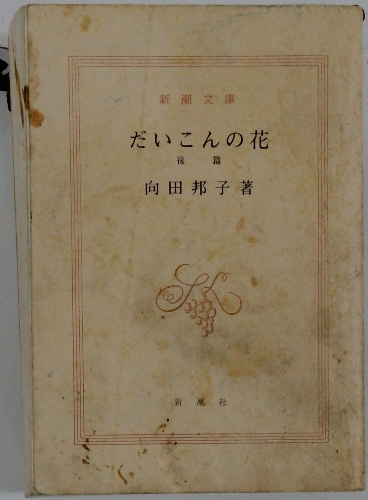 新潮文庫
だいこんの花
後篇
向田邦子著
新潮社